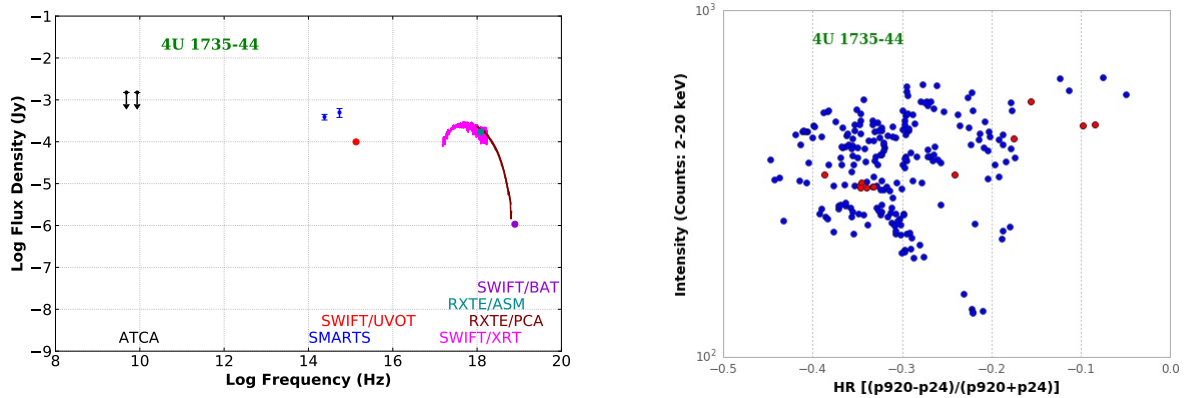 4U 1735-44
Log Flux Density (Jy)
−1
−2
−3
−4
−5
−6
−7
−8
−9
SWIFT/BAT
RXTE/ASM
SWIFT/UVOT
RXTE/PCA
ATCA
SMARTS
SWIFT/XRT
8
10
12
14
16
18
20
Log Frequency (Hz)
4U 1735-44
Intensity (Counts: 2-20 keV)
10³
10²
−0.5
−0.4
−0.3
−0.2
−0.1
0.0
HR [(p920-p24)/(p920+p24)]